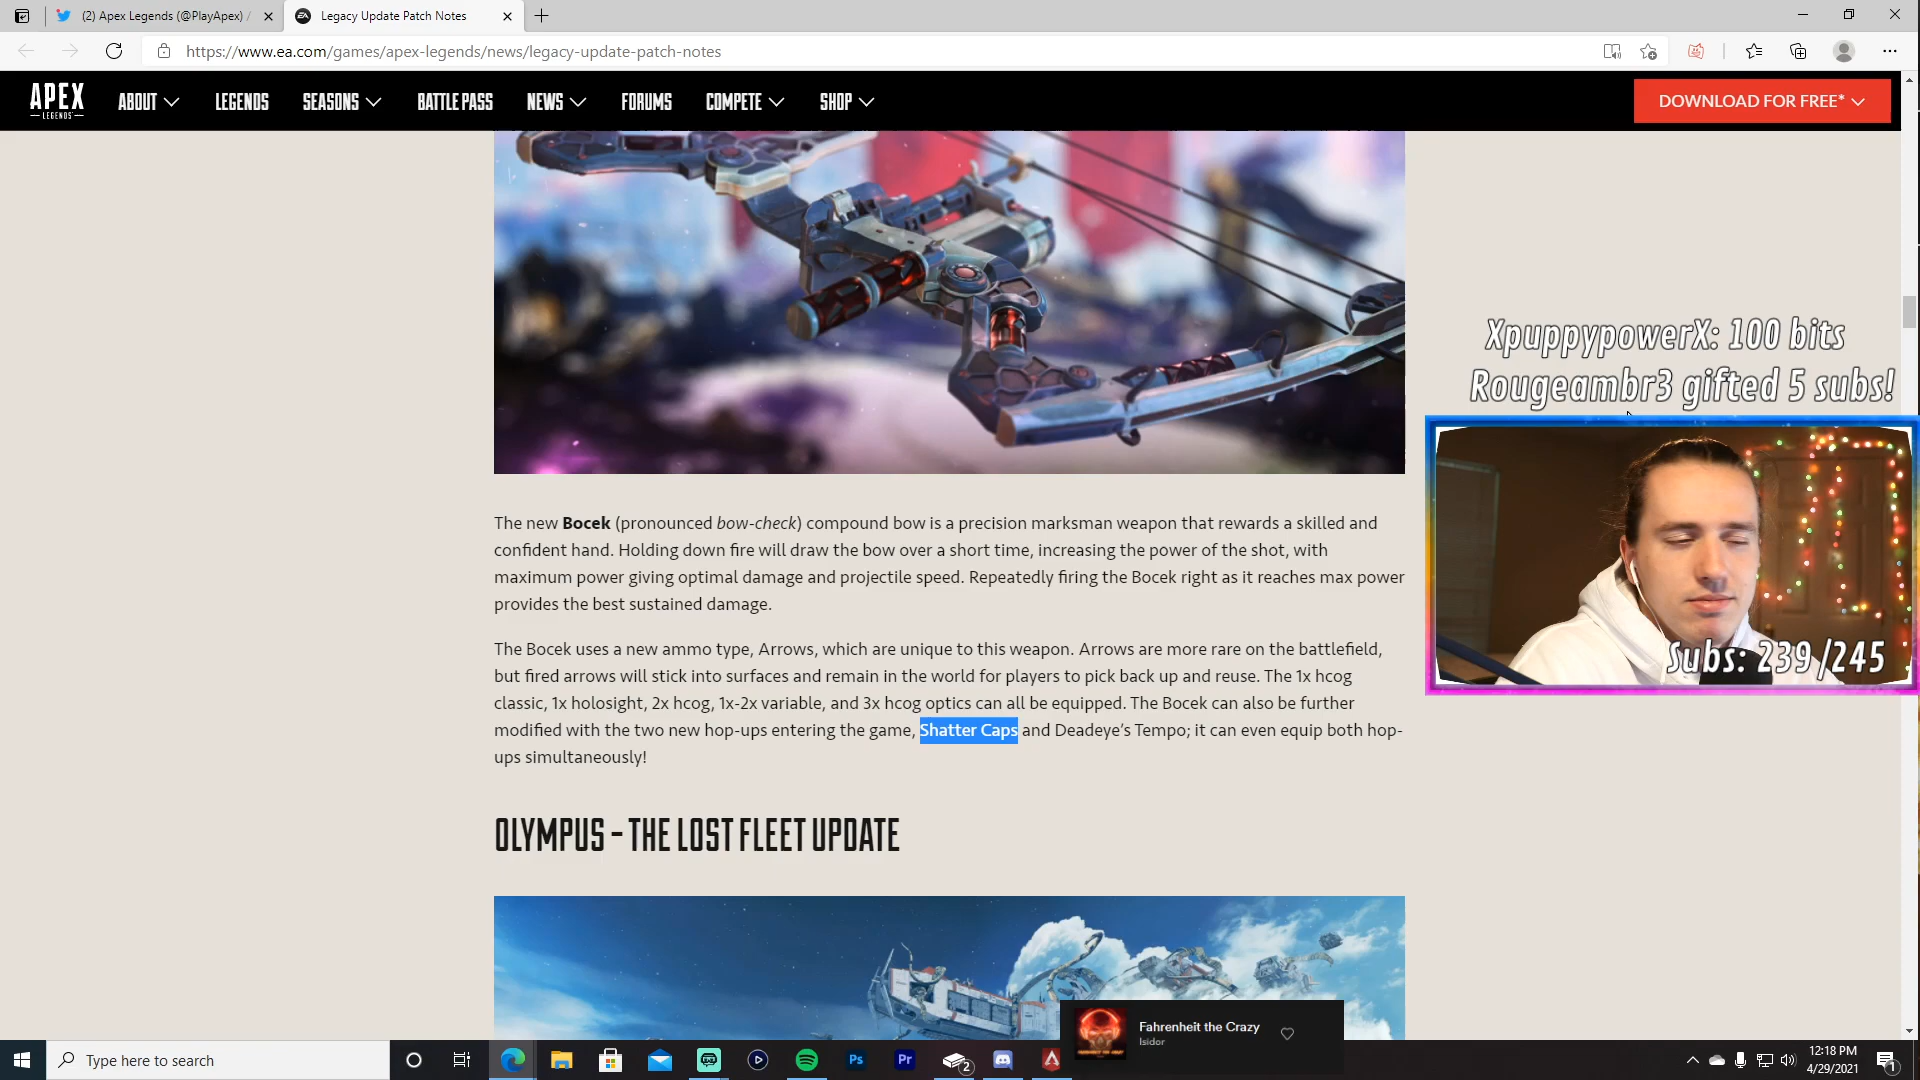 (2) Apex Legends (@PlayApex) /
Legacy Update Patch Notes
https://www.ea.com/games/apex-legends/news/legacy-update-patch-notes
APEX
LEGENDS
ABOUT
LEGENDS
SEASONS
BATTLE PASS
NEWS
FORUMS
COMPETE
SHOP
DOWNLOAD FOR FREE*
XpuppypowerX: 100 bits
Rougeambr3 gifted 5 subs!
Subs: 239 /245
The new Bocek (pronounced bow-check) compound bow is a precision marksman weapon that rewards a skilled and
confident hand. Holding down fire will draw the bow over a short time, increasing the power of the shot, with
maximum power giving optimal damage and projectile speed. Repeatedly firing the Bocek right as it reaches max power
provides the best sustained damage.
The Bocek uses a new ammo type, Arrows, which are unique to this weapon. Arrows are more rare on the battlefield,
but fired arrows will stick into surfaces and remain in the world for players to pick back up and reuse. The 1x hcog
classic, 1x holosight, 2x hcog, 1x-2x variable, and 3x hcog optics can all be equipped. The Bocek can also be further
modified with the two new hop-ups entering the game, Shatter Caps and Deadeye's Tempo; it can even equip both hop-
ups simultaneously!
OLYMPUS – THE LOST FLEET UPDATE
Fahrenheit the Crazy
Isidor
Type here to search
Ps
Pr
2
12:18 PM
4/29/2021
1